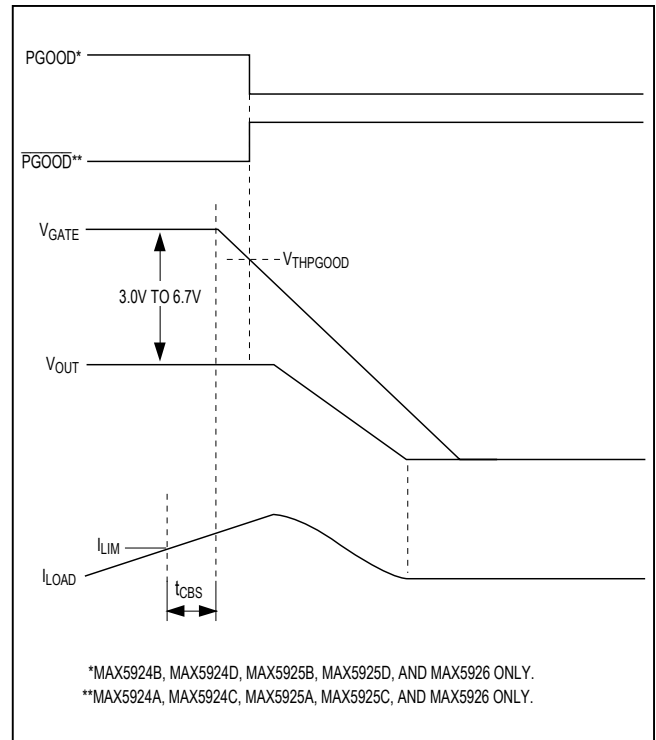 PGOOD*
PGOOD**
VGATE
VTHPGOOD
3.0V TO 6.7V
VOUT
ILIM
ILOAD
tCBS
*MAX5924B, MAX5924D, MAX5925B, MAX5925D, AND MAX5926 ONLY.
**MAX5924A, MAX5924C, MAX5925A, MAX5925C, AND MAX5926 ONLY.